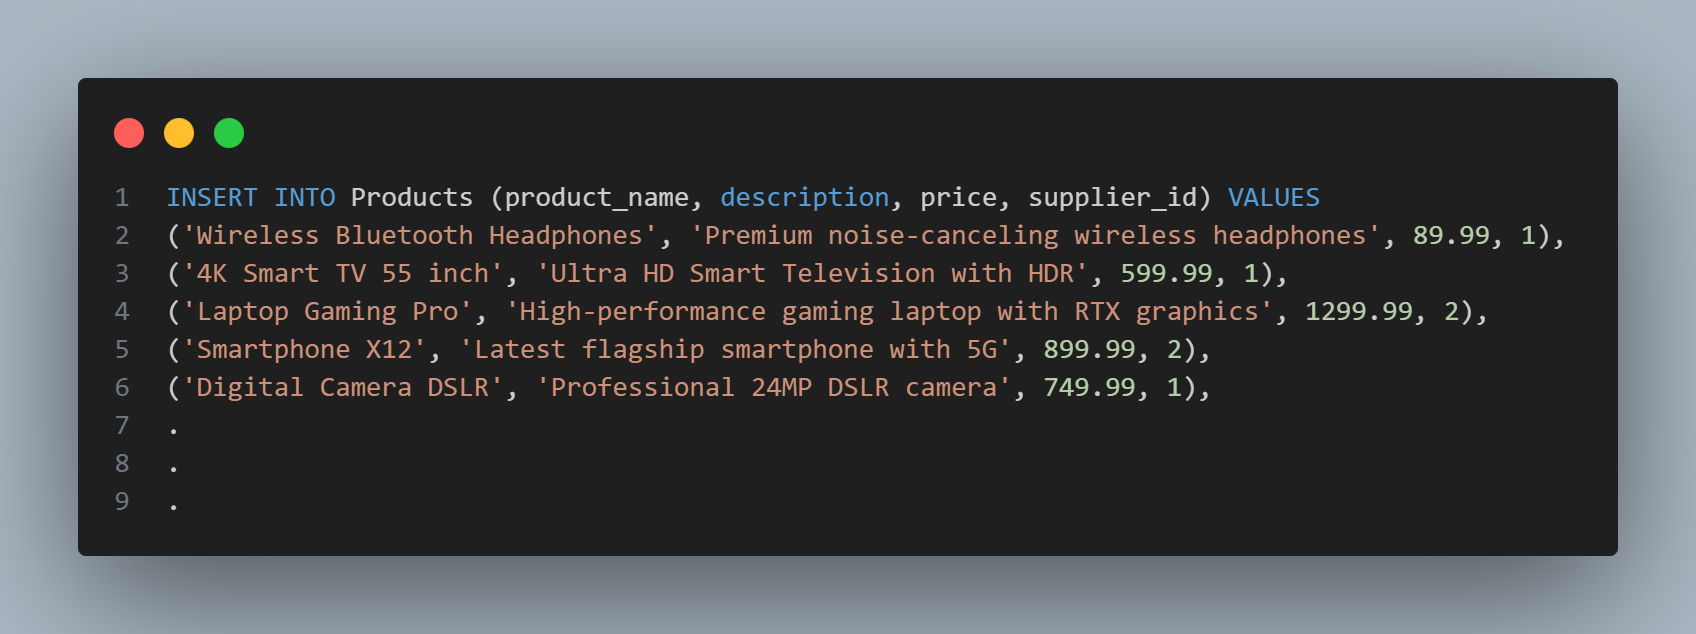 1 INSERT INTO Products (product_name, description, price, supplier_id) VALUES
2 ('Wireless Bluetooth Headphones', 'Premium noise-canceling wireless headphones', 89.99, 1),
3 ('4K Smart TV 55 inch', 'Ultra HD Smart Television with HDR', 599.99, 1),
4 ('Laptop Gaming Pro', 'High-performance gaming laptop with RTX graphics', 1299.99, 2),
5 ('Smartphone X12', 'Latest flagship smartphone with 5G', 899.99, 2),
6 ('Digital Camera DSLR', 'Professional 24MP DSLR camera', 749.99, 1),
7 .
8 .
9 .